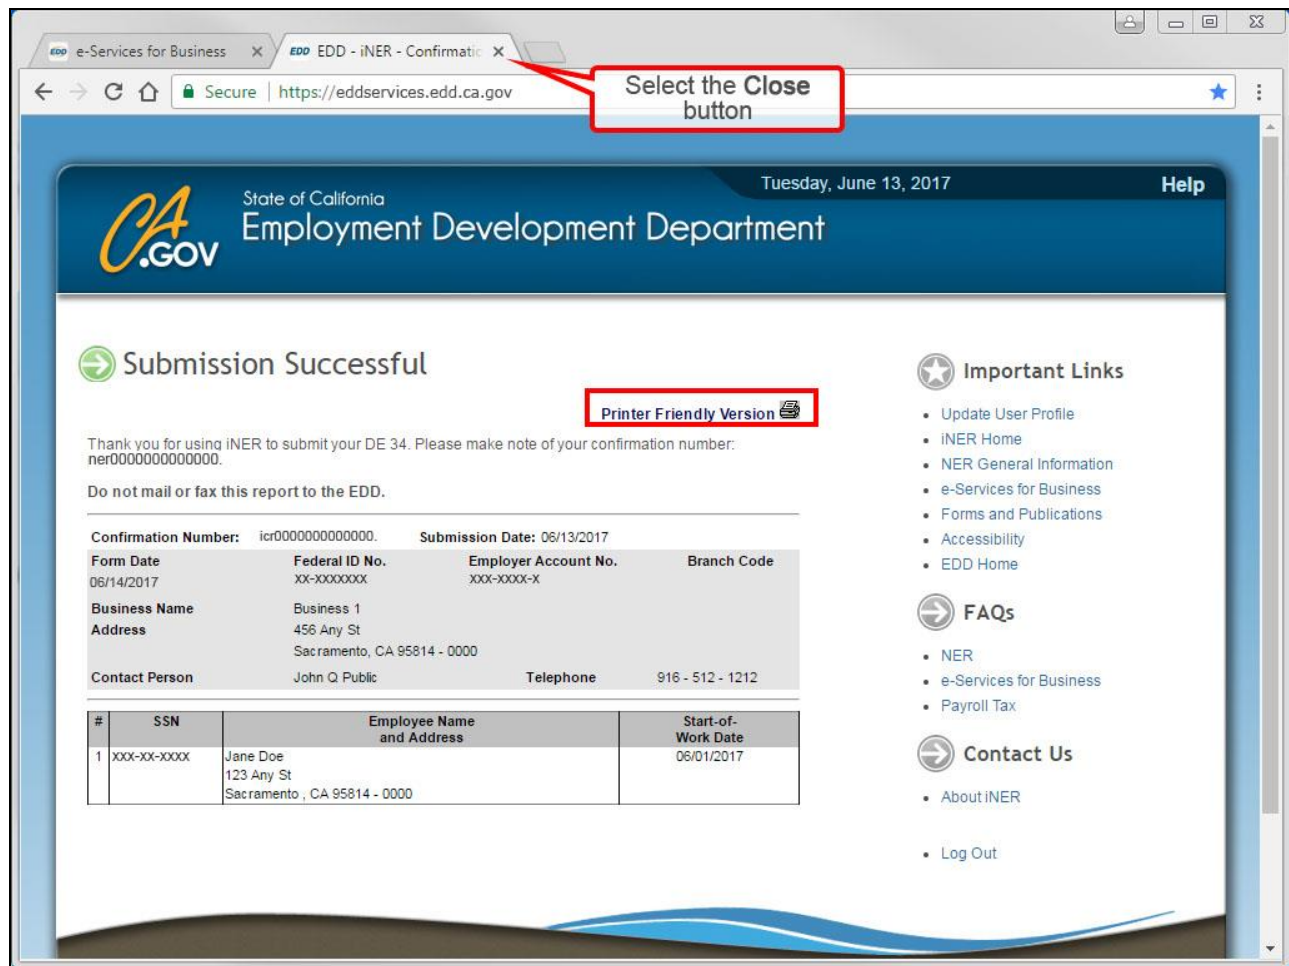 EDD e-Services for Business
EDD EDD - iNER - Confirmatic
Select the Close
button
Secure | https://eddservices.edd.ca.gov
Tuesday, June 13, 2017
Help
CA.GOV
State of California
Employment Development Department
Submission Successful
Printer Friendly Version
Thank you for using iNER to submit your DE 34. Please make note of your confirmation number:
ner0000000000000.
Do not mail or fax this report to the EDD.
Confirmation Number: icr0000000000000. Submission Date: 06/13/2017
Form Date Federal ID No. Employer Account No. Branch Code
06/14/2017 XX-XXXXXXX XXX-XXXX-X
Business Name Business 1
Address 456 Any St
Sacramento, CA 95814 - 0000
Contact Person John Q Public Telephone 916 - 512 - 1212
# SSN Employee Name Start-of-
and Address Work Date
1 XXX-XX-XXXX Jane Doe 06/01/2017
123 Any St
Sacramento , CA 95814 - 0000
Important Links
Update User Profile
iNER Home
NER General Information
e-Services for Business
Forms and Publications
Accessibility
EDD Home
FAQs
NER
e-Services for Business
Payroll Tax
Contact Us
About iNER
Log Out